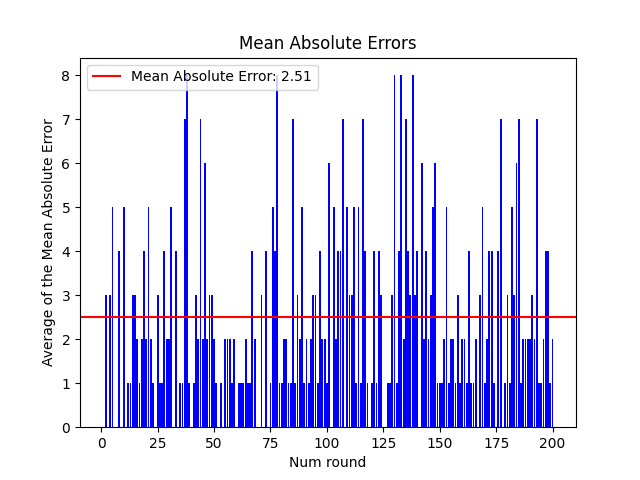 Mean Absolute Errors
Mean Absolute Error: 2.51
Average of the Mean Absolute Error
8
7
6
5
4
3
2
1
0
0 25 50 75 100 125 150 175 200
Num round